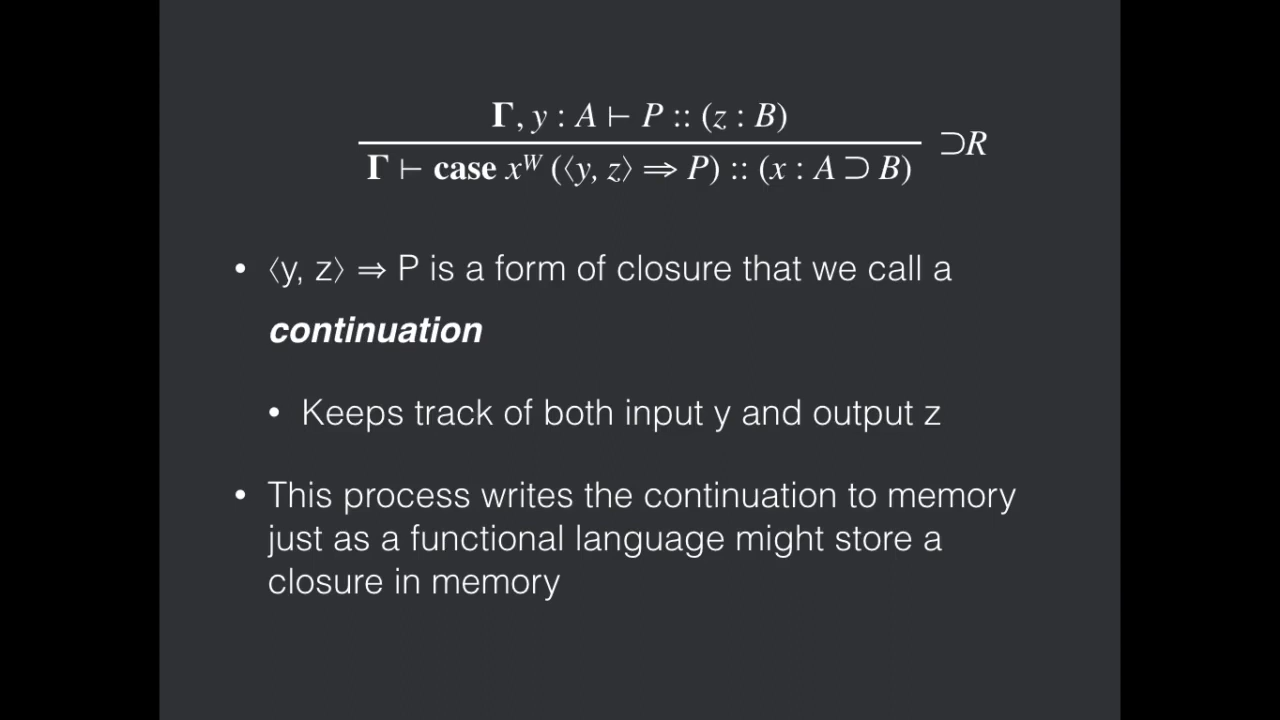 Γ, y : A ⊢ P :: (z : B)
Γ ⊢ case x^W (⟨y, z⟩ ⇒ P) :: (x : A ⊃ B)
⊃R
• ⟨y, z⟩ ⇒ P is a form of closure that we call a
continuation
• Keeps track of both input y and output z
• This process writes the continuation to memory
just as a functional language might store a
closure in memory